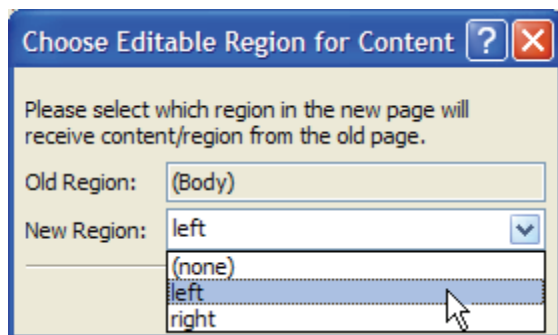 Choose Editable Region for Content ?
Please select which region in the new page will
receive content/region from the old page.
Old Region: (Body)
New Region: left
(none)
left
right